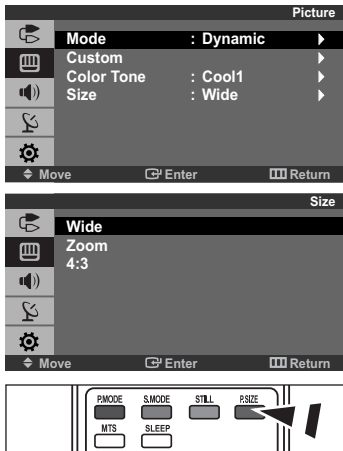 Picture
Mode : Dynamic
Custom
Color Tone : Cool1
Size : Wide
Move Enter Return
Size
Wide
Zoom
4:3
Move Enter Return
P.MODE S.MODE STILL P.SIZE
MTS SLEEP